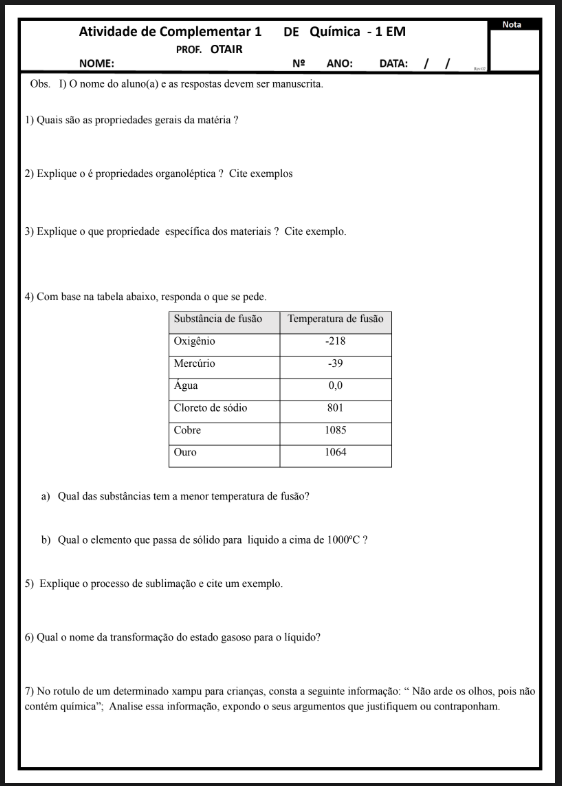 Atividade de Complementar 1 DE Química - 1 EM
Nota
PROF. OTAIR
NOME: Nº ANO: DATA: / /
Obs. I) O nome do aluno(a) e as respostas devem ser manuscrita.
1) Quais são as propriedades gerais da matéria ?
2) Explique o é propriedades organoléptica ? Cite exemplos
3) Explique o que propriedade específica dos materiais ? Cite exemplo.
4) Com base na tabela abaixo, responda o que se pede.
Substância de fusão Temperatura de fusão
Oxigênio -218
Mercúrio -39
Água 0,0
Cloreto de sódio 801
Cobre 1085
Ouro 1064
a) Qual das substâncias tem a menor temperatura de fusão?
b) Qual o elemento que passa de sólido para liquido a cima de 1000ºC ?
5) Explique o processo de sublimação e cite um exemplo.
6) Qual o nome da transformação do estado gasoso para o líquido?
7) No rotulo de um determinado xampu para crianças, consta a seguinte informação: “ Não arde os olhos, pois não
contém química”; Analise essa informação, expondo o seus argumentos que justifiquem ou contraponham.